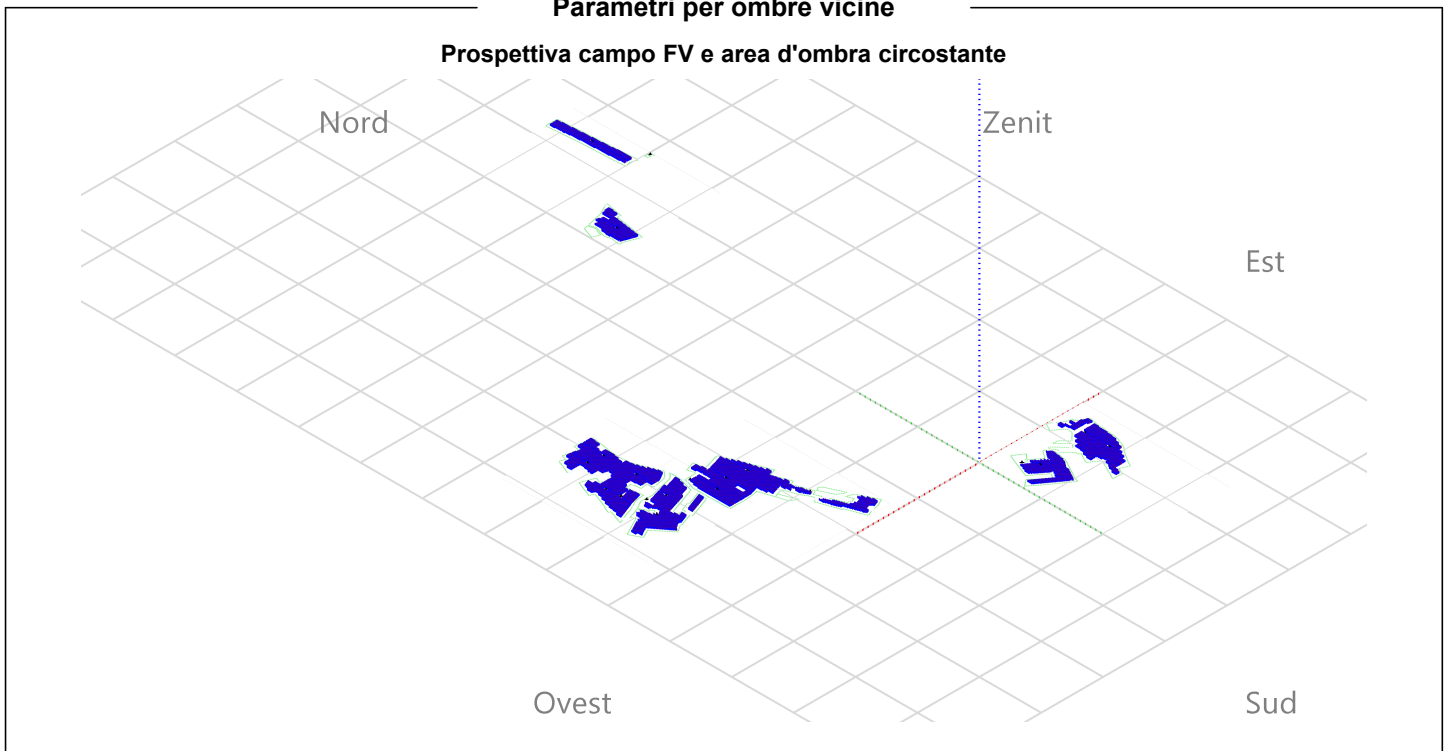 Parametri per ombre vicine
Prospettiva campo FV e area d'ombra circostante
Nord
Zenit
Est
Ovest
Sud